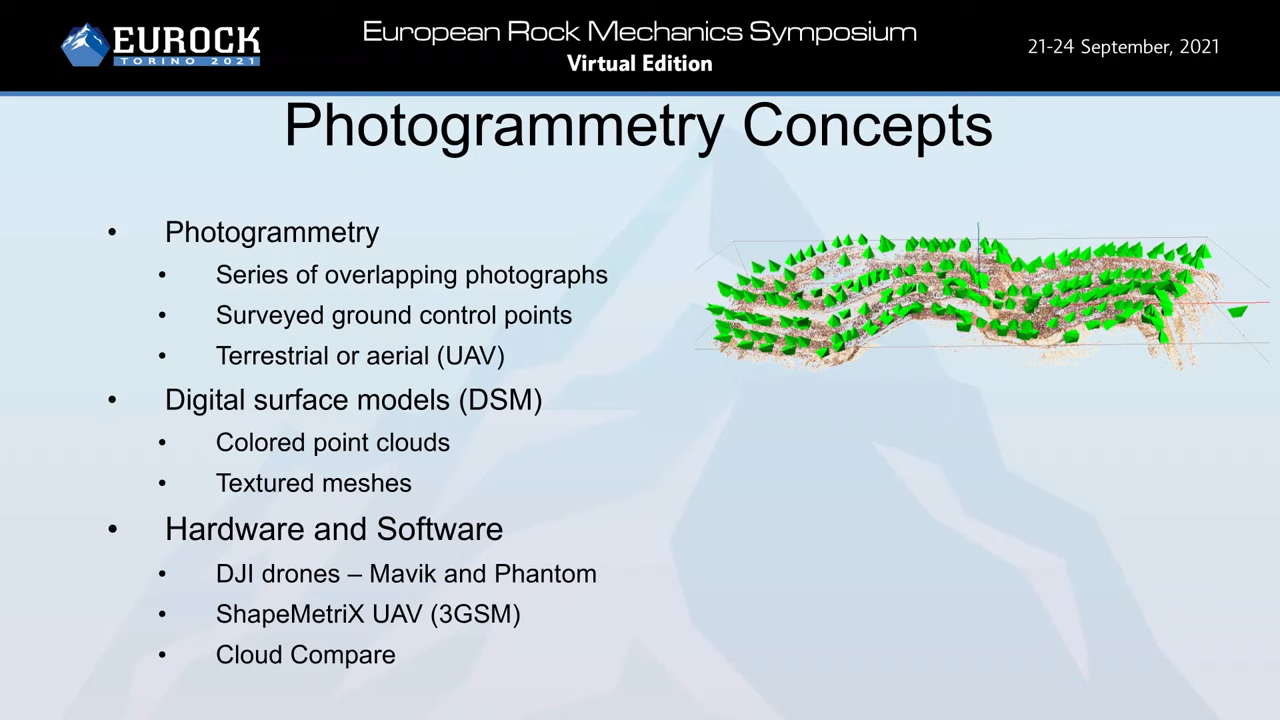 EUROCK
TORINO 2021
European Rock Mechanics Symposium
Virtual Edition
21-24 September, 2021
Photogrammetry Concepts
• Photogrammetry
• Series of overlapping photographs
• Surveyed ground control points
• Terrestrial or aerial (UAV)
• Digital surface models (DSM)
• Colored point clouds
• Textured meshes
• Hardware and Software
• DJI drones – Mavik and Phantom
• ShapeMetriX UAV (3GSM)
• Cloud Compare